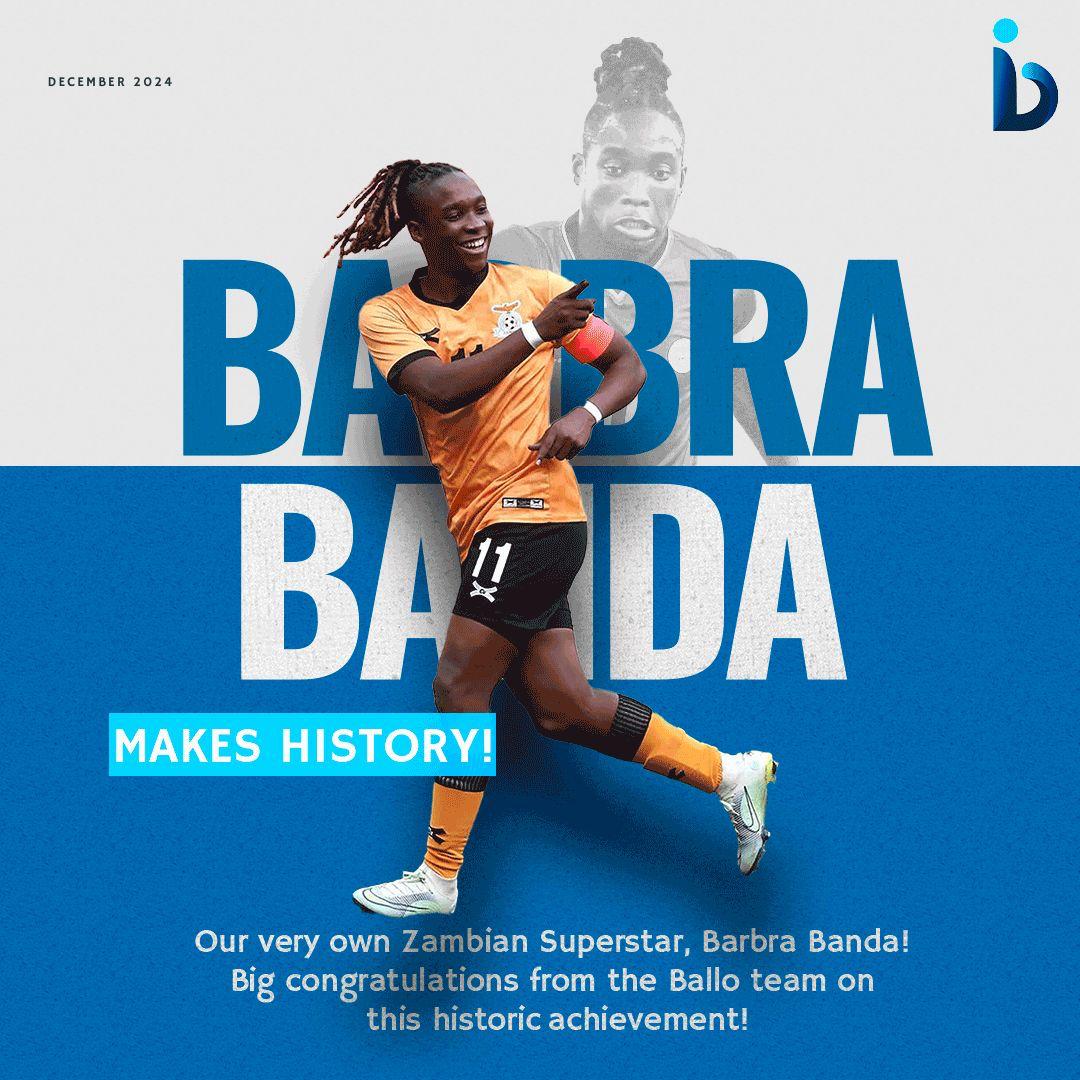 DECEMBER 2024
BARBRA
BANDA
11
MAKES HISTORY!
Our very own Zambian Superstar, Barbra Banda!
Big congratulations from the Ballo team on
this historic achievement!